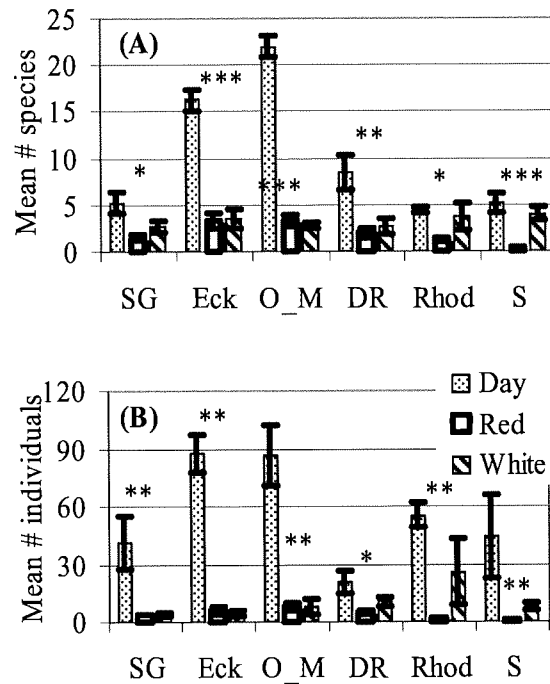 (A)
Mean # species
25
20
15
10
5
0
* *** *** ** * ***
SG Eck O_M DR Rhod S
(B)
Mean # individuals
120
90
60
30
0
Day
Red
White
** ** ** * ** **
SG Eck O_M DR Rhod S